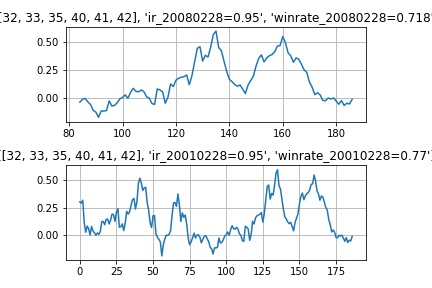 [32, 33, 35, 40, 41, 42], 'ir_20080228=0.95', 'winrate_20080228=0.718'
0.50
0.25
0.00
80 100 120 140 160 180
[[32, 33, 35, 40, 41, 42], 'ir_20010228=0.95', 'winrate_20010228=0.77']
0.50
0.25
0.00
0 25 50 75 100 125 150 175